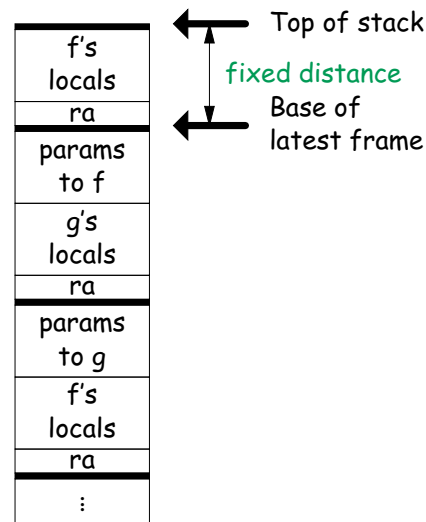 Top of stack
f's
locals
fixed distance
ra
Base of
latest frame
params
to f
g's
locals
ra
params
to g
f's
locals
ra
⋮